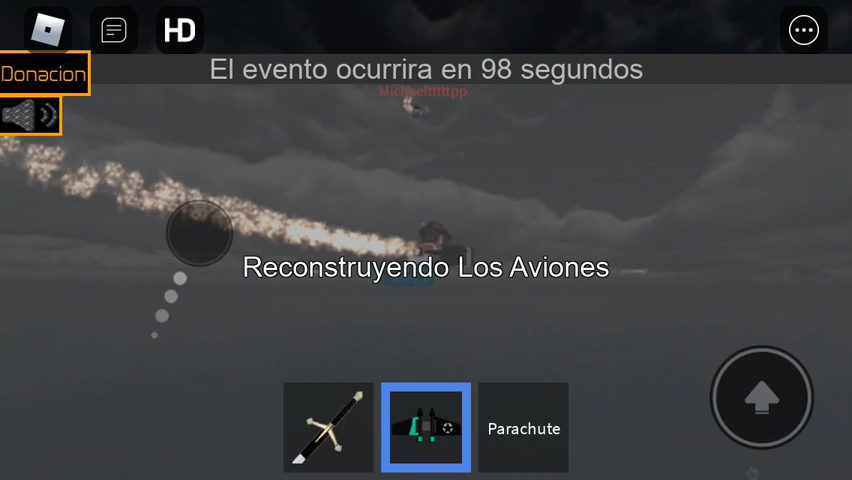 HD
Donacion
El evento ocurrira en 98 segundos
Reconstruyendo Los Aviones
Parachute